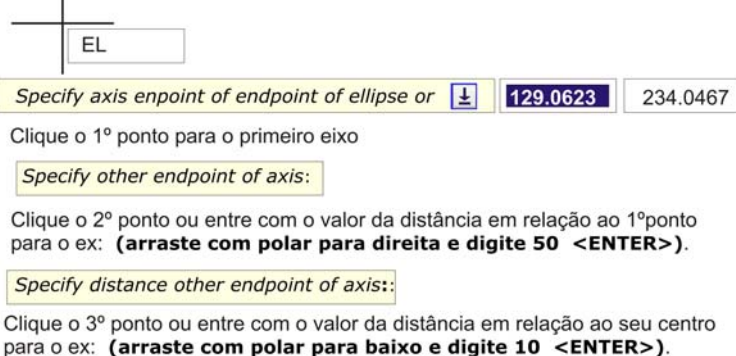 EL
Specify axis enpoint of endpoint of ellipse or 129.0623 234.0467
Clique o 1º ponto para o primeiro eixo
Specify other endpoint of axis:
Clique o 2º ponto ou entre com o valor da distância em relação ao 1ºponto
para o ex: (arraste com polar para direita e digite 50 <ENTER>).
Specify distance other endpoint of axis::
Clique o 3º ponto ou entre com o valor da distância em relação ao seu centro
para o ex: (arraste com polar para baixo e digite 10 <ENTER>).